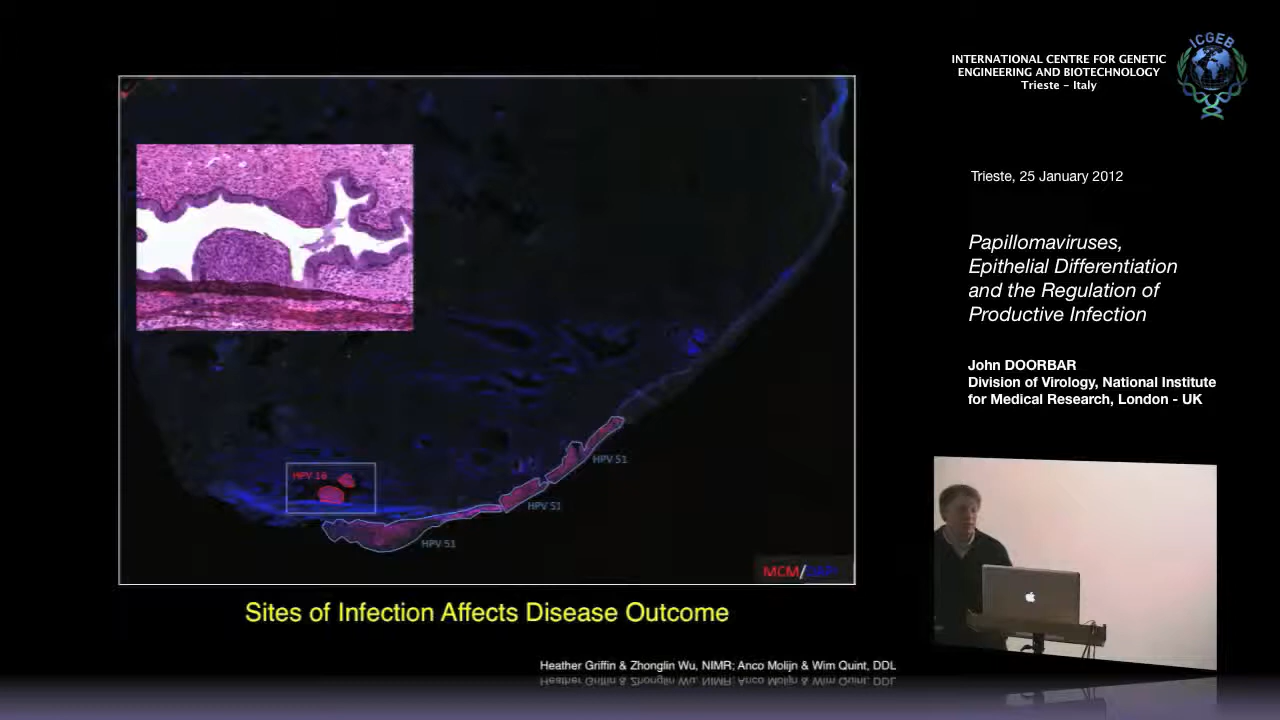 ICGEB
INTERNATIONAL CENTRE FOR GENETIC
ENGINEERING AND BIOTECHNOLOGY
Trieste – Italy
Trieste, 25 January 2012
Papillomaviruses,
Epithelial Differentiation
and the Regulation of
Productive Infection
John DOORBAR
Division of Virology, National Institute
for Medical Research, London - UK
HPV 16
HPV 51
HPV 51
HPV 51
MCM/DAPI
Sites of Infection Affects Disease Outcome
Heather Griffin & Zhonglin Wu, NIMR; Anco Molijn & Wim Quint, DDL